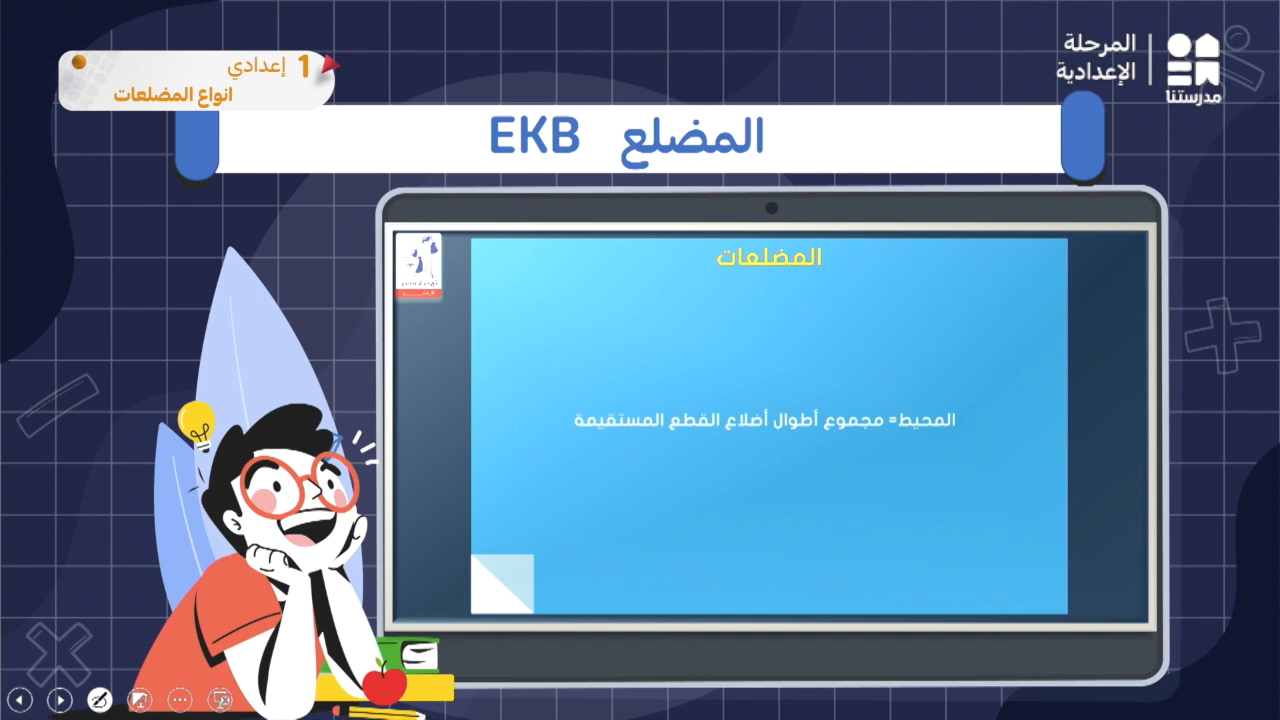 المرحلة
الإعدادية
مدرستنا
1 إعدادي
انواع المضلعات
المضلع EKB
المضلعات
المحيط= مجموع أطوال أضلاع القطع المستقيمة